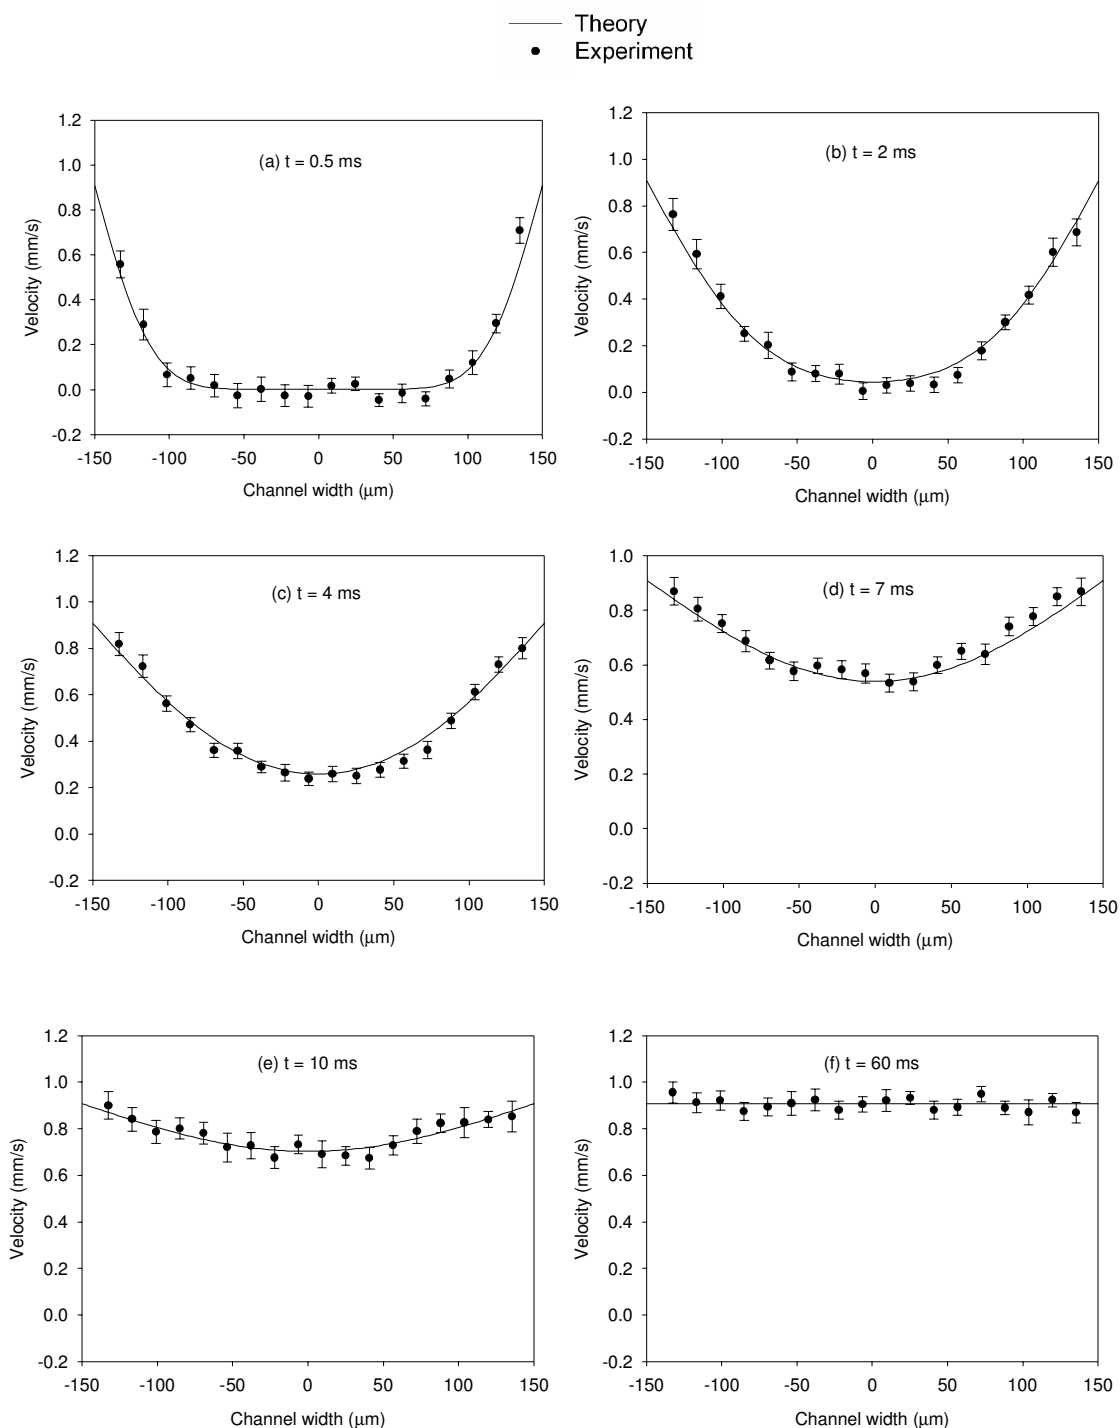 Theory
Experiment
(a) t = 0.5 ms
1.2
1.0
0.8
0.6
0.4
0.2
0.0
-0.2
Velocity (mm/s)
-150 -100 -50 0 50 100 150
Channel width (μm)
(b) t = 2 ms
1.2
1.0
0.8
0.6
0.4
0.2
0.0
-0.2
Velocity (mm/s)
-150 -100 -50 0 50 100 150
Channel width (μm)
(c) t = 4 ms
1.2
1.0
0.8
0.6
0.4
0.2
0.0
-0.2
Velocity (mm/s)
-150 -100 -50 0 50 100 150
Channel width (μm)
(d) t = 7 ms
1.0
0.8
0.6
0.4
0.2
0.0
-0.2
Velocity (mm/s)
-150 -100 -50 0 50 100 150
Channel width (μm)
(e) t = 10 ms
1.2
1.0
0.8
0.6
0.4
0.2
0.0
-0.2
Velocity (mm/s)
-150 -100 -50 0 50 100 150
Channel width (μm)
(f) t = 60 ms
1.2
1.0
0.8
0.6
0.4
0.2
0.0
-0.2
Velocity (mm/s)
-150 -100 -50 0 50 100 150
Channel width (μm)